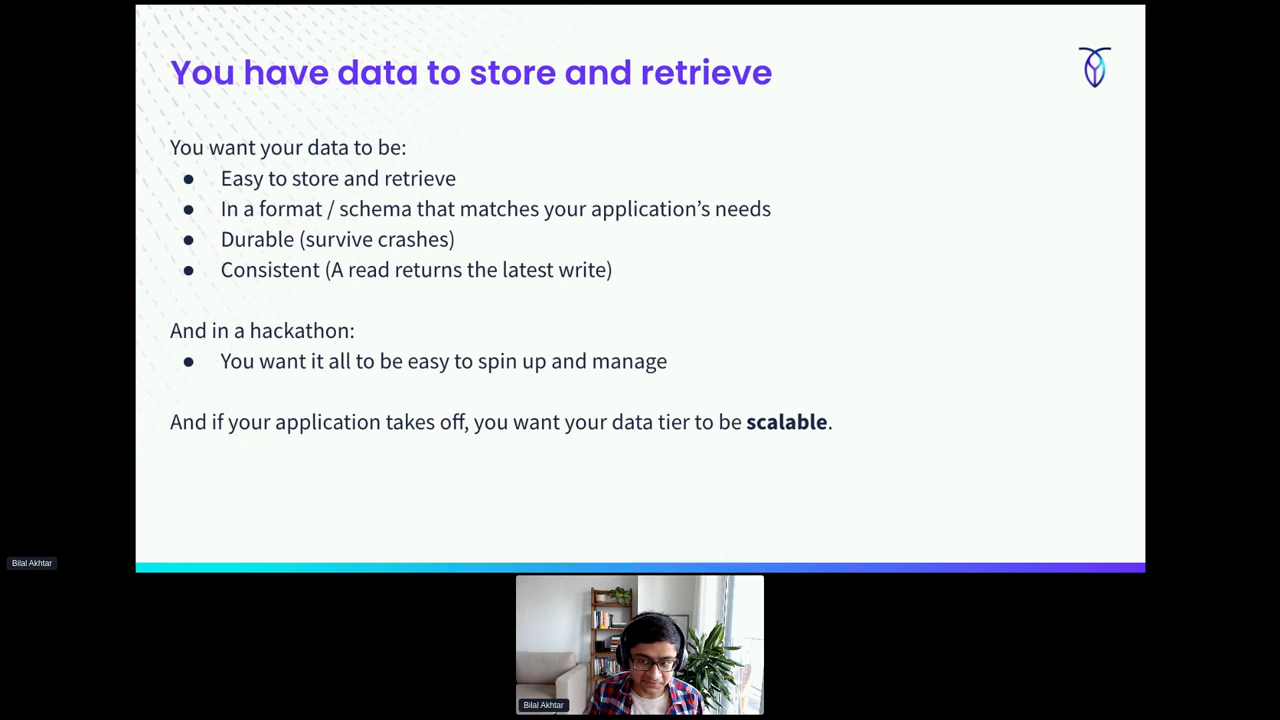 You have data to store and retrieve
You want your data to be:
● Easy to store and retrieve
● In a format / schema that matches your application’s needs
● Durable (survive crashes)
● Consistent (A read returns the latest write)
And in a hackathon:
● You want it all to be easy to spin up and manage
And if your application takes off, you want your data tier to be scalable.
Bilal Akhtar
Bilal Akhtar